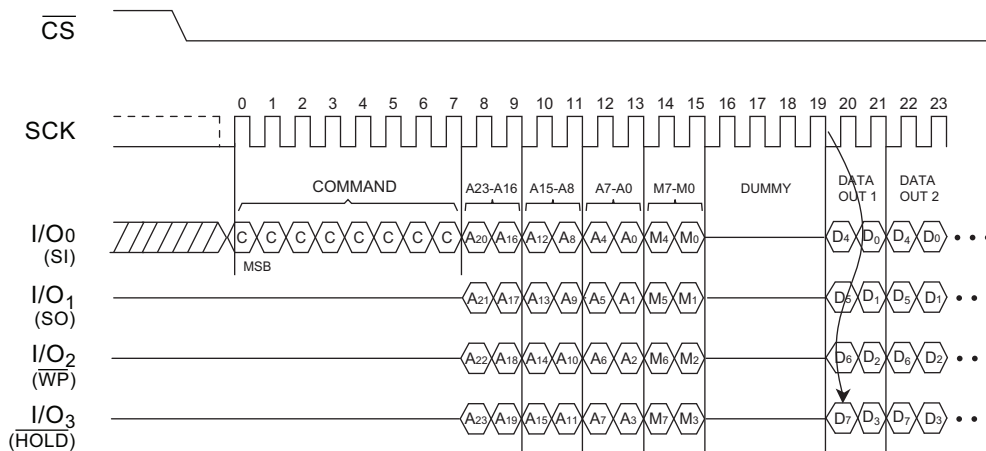 CS
0 1 2 3 4 5 6 7 8 9 10 11 12 13 14 15 16 17 18 19 20 21 22 23
SCK
COMMAND A23-A16 A15-A8 A7-A0 M7-M0 DUMMY DATA OUT 1 DATA OUT 2
I/O0 C C C C C C C C A20 A16 A12 A8 A4 A0 M4 M0 D4 D0 D4 D0 • • •
(SI)
MSB
I/O1 A21 A17 A13 A9 A5 A1 M5 M1 D5 D1 D5 D1 • •
(SO)
I/O2 A22 A18 A14 A10 A6 A2 M6 M2 D6 D2 D6 D2 • •
(WP)
I/O3 A23 A19 A15 A11 A7 A3 M7 M3 D7 D3 D7 D3 • •
(HOLD)